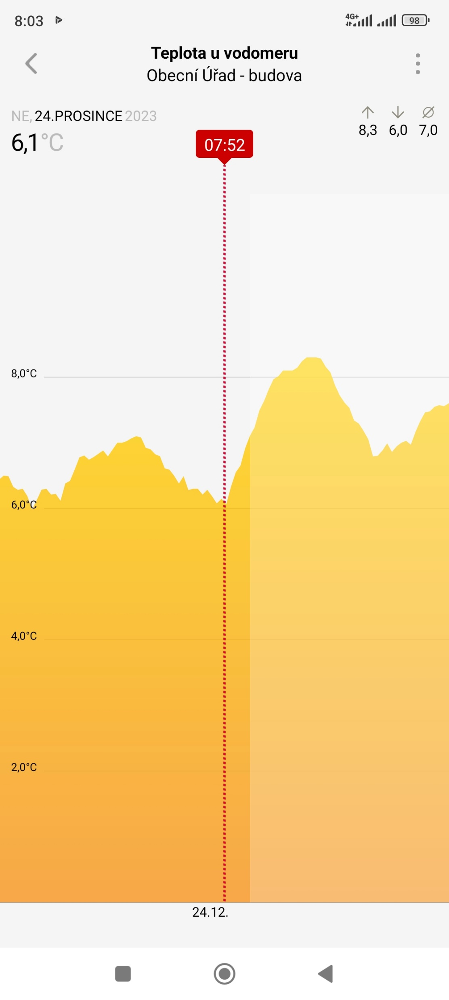 8:03
4G+
98
Teplota u vodomeru
Obecní Úřad - budova
NE, 24.PROSINCE 2023
6,1°C
8,3 6,0 7,0
07:52
8,0°C
6,0°C
4,0°C
2,0°C
24.12.